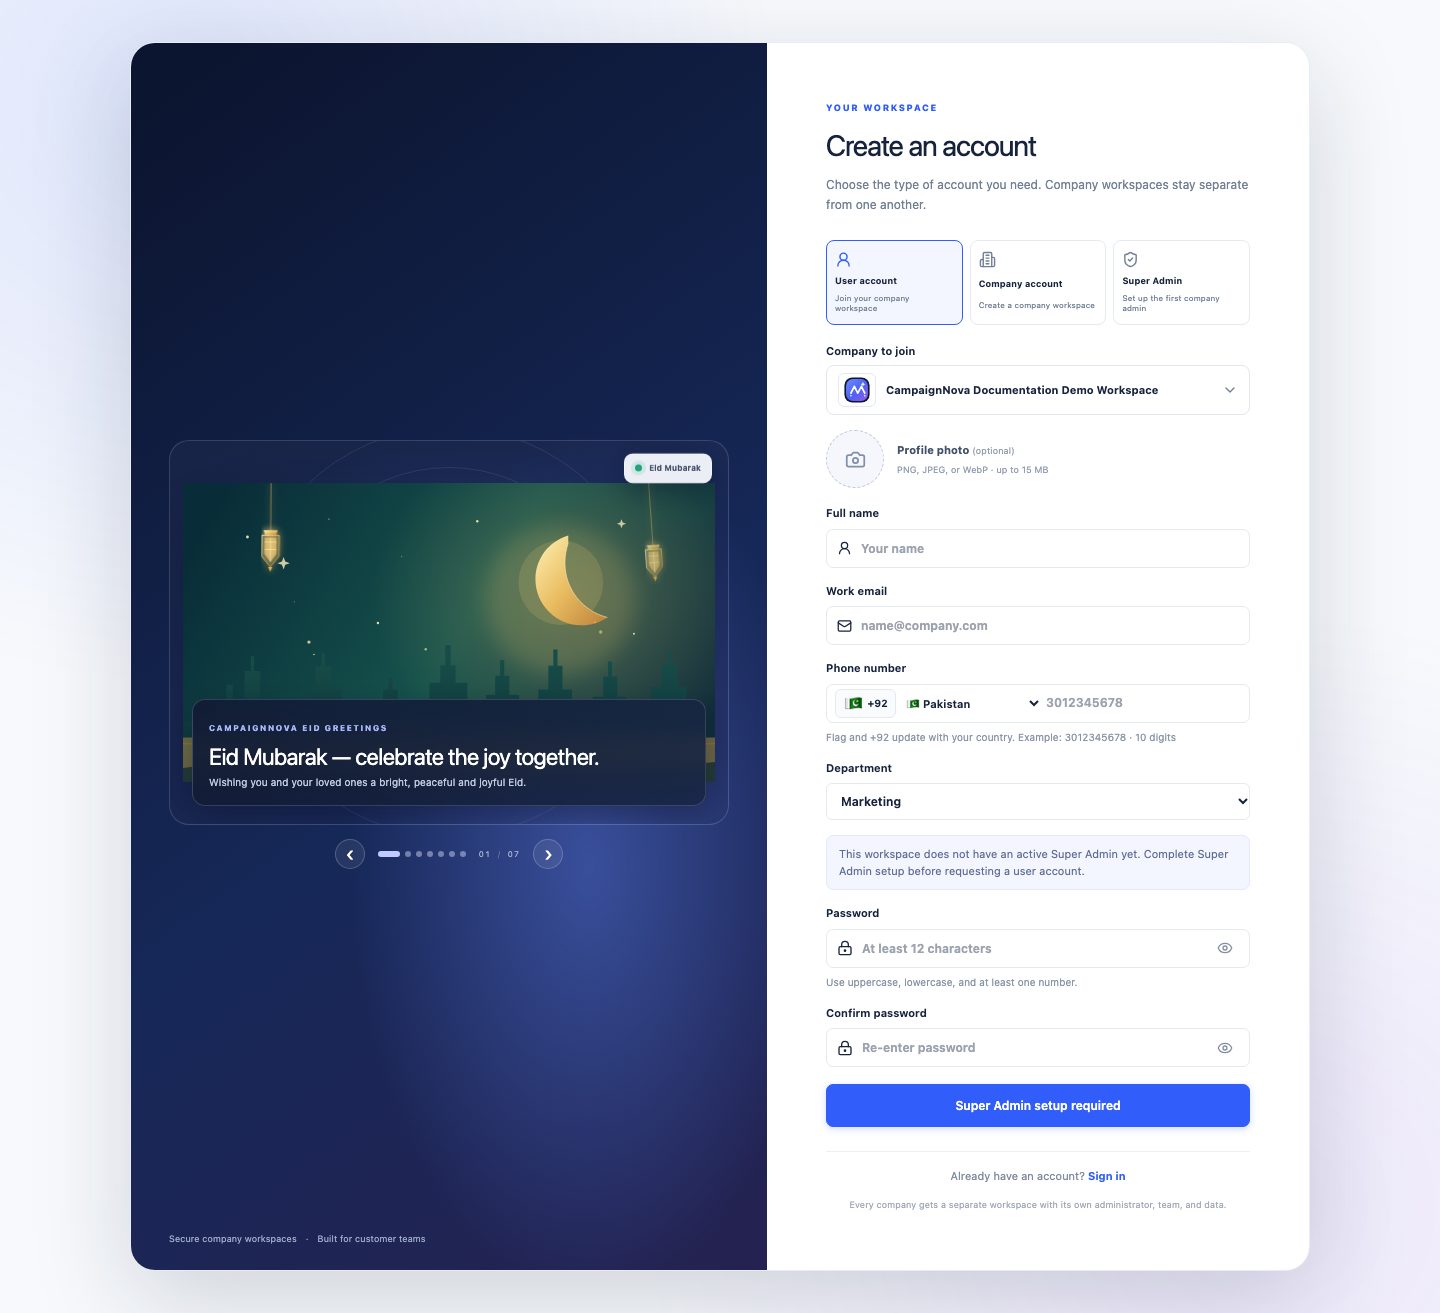 Eid Mubarak
CAMPAIGNNOVA EID GREETINGS
Eid Mubarak — celebrate the joy together.
Wishing you and your loved ones a bright, peaceful and joyful Eid.
01 / 07
Secure company workspaces · Built for customer teams
YOUR WORKSPACE
Create an account
Choose the type of account you need. Company workspaces stay separate
from one another.
User account
Join your company
workspace
Company account
Create a company workspace
Super Admin
Set up the first company
admin
Company to join
CampaignNova Documentation Demo Workspace
Profile photo (optional)
PNG, JPEG, or WebP · up to 15 MB
Full name
Your name
Work email
name@company.com
Phone number
🇵🇰 +92 🇵🇰 Pakistan 3012345678
Flag and +92 update with your country. Example: 3012345678 · 10 digits
Department
Marketing
This workspace does not have an active Super Admin yet. Complete Super
Admin setup before requesting a user account.
Password
At least 12 characters
Use uppercase, lowercase, and at least one number.
Confirm password
Re-enter password
Super Admin setup required
Already have an account? Sign in
Every company gets a separate workspace with its own administrator, team, and data.